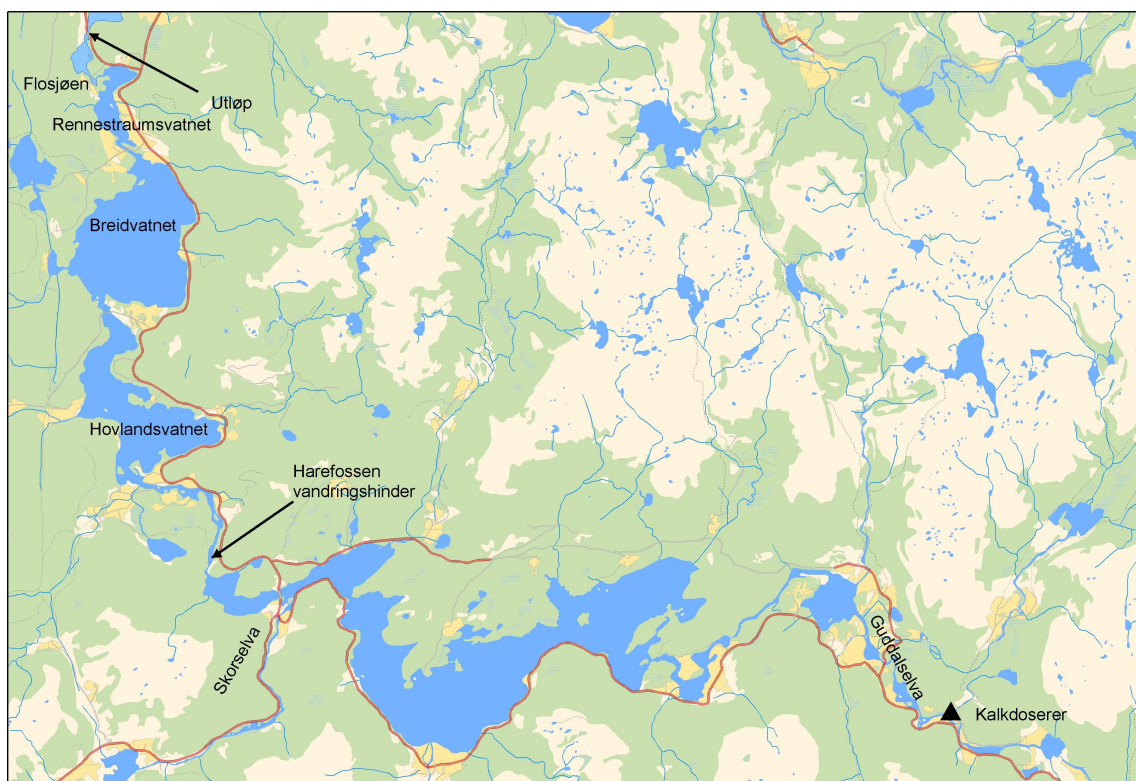 Flosjøen
Utløp
Rennestraumsvatnet
Breidvatnet
Hovlandsvatnet
Harefossen
vandringshinder
Skorselva
Guddalselva
Kalkdoserer